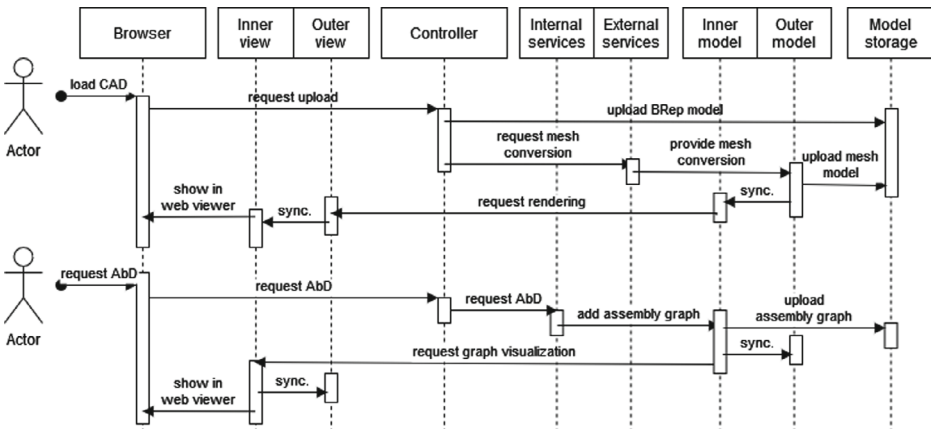 Browser
Inner
view
Outer
view
Controller
Internal
services
External
services
Inner
model
Outer
model
Model
storage
load CAD
request upload
upload BRep model
request mesh
conversion
provide mesh
conversion
upload mesh
model
Actor
show in
web viewer
sync.
request rendering
sync.
request AbD
request AbD
request AbD
add assembly graph
upload
assembly graph
Actor
request graph visualization
sync.
show in
web viewer
sync.